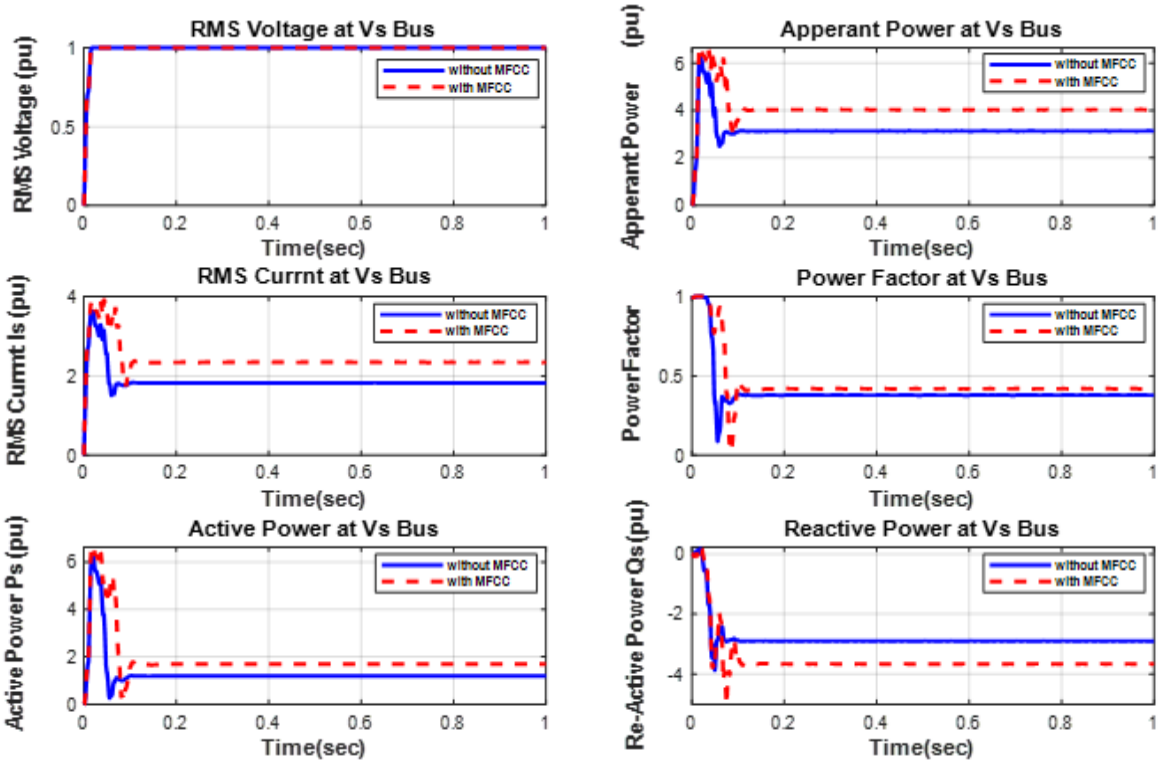 RMS Voltage at Vs Bus
RMS Voltage (pu)
1
0.5
0
without MFCC
with MFCC
0
0.2
0.4
0.6
0.8
1
Time(sec)
Apperant Power at Vs Bus
Apperant Power (pu)
6
4
2
0
without MFCC
with MFCC
0
0.2
0.4
0.6
0.8
1
Time(sec)
RMS Currnt at Vs Bus
RMS Currnt Is (pu)
4
2
0
without MFCC
with MFCC
0
0.2
0.4
0.6
0.8
1
Time(sec)
Power Factor at Vs Bus
PowerFactor
1
0.5
0
without MFCC
with MFCC
0
0.2
0.4
0.6
0.8
1
Time(sec)
Active Power at Vs Bus
Active Power Ps (pu)
6
4
2
0
without MFCC
with MFCC
0
0.2
0.4
0.6
0.8
1
Time(sec)
Reactive Power at Vs Bus
Re-Active Power Qs(pu)
0
-2
-4
without MFCC
with MFCC
0
0.2
0.4
0.6
0.8
1
Time(sec)